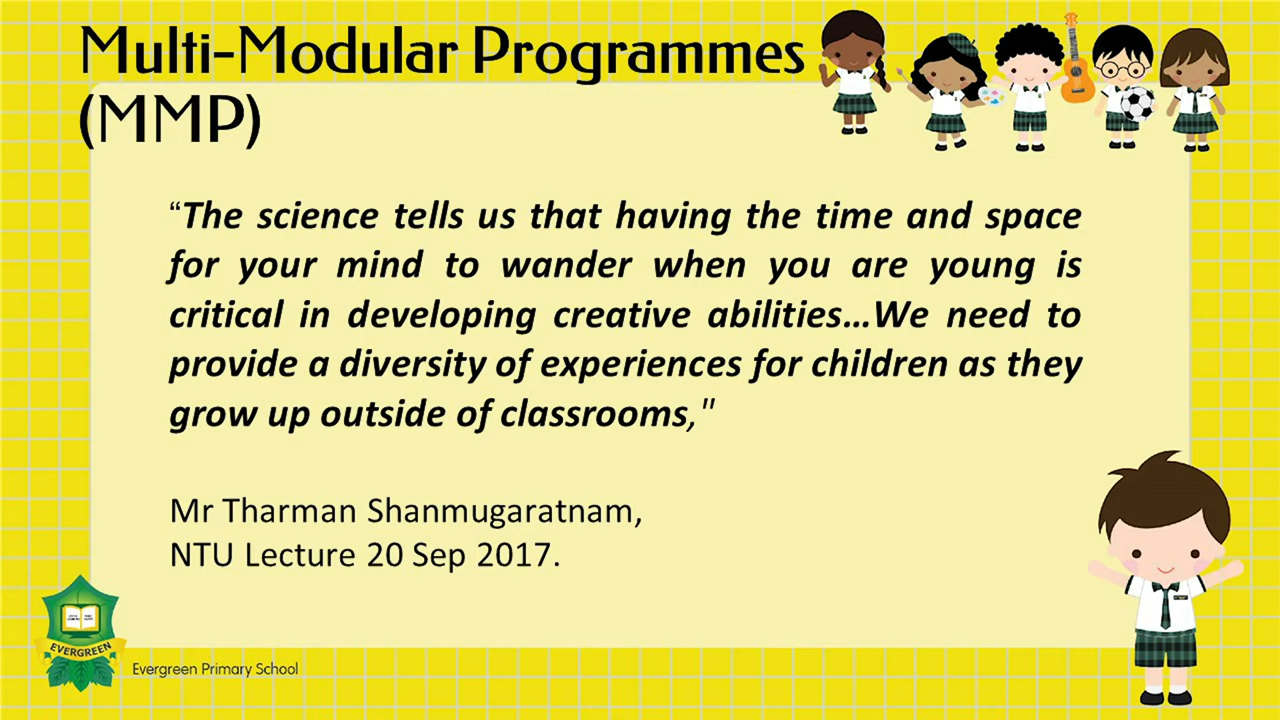 Multi-Modular Programmes
(MMP)
“The science tells us that having the time and space
for your mind to wander when you are young is
critical in developing creative abilities…We need to
provide a diversity of experiences for children as they
grow up outside of classrooms,"
Mr Tharman Shanmugaratnam,
NTU Lecture 20 Sep 2017.
EVERGREEN
Evergreen Primary School